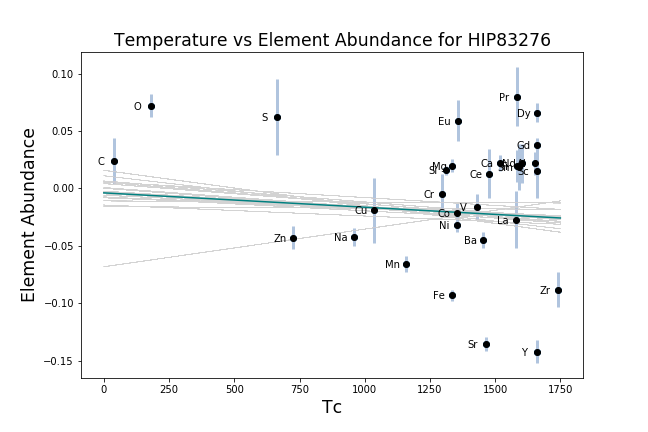 Temperature vs Element Abundance for HIP83276
Element Abundance
0.10
0.05
0.00
−0.05
−0.10
−0.15
C
O
S
Zn
Na
Cu
Mn
Eu
Mg
Si
Cr
Co
Ni
V
Fe
Ba
Ce
Sr
Ca
La
Pr
Nd
Dy
Gd
Sc
Y
Zr
0
250
500
750
1000
1250
1500
1750
Tc